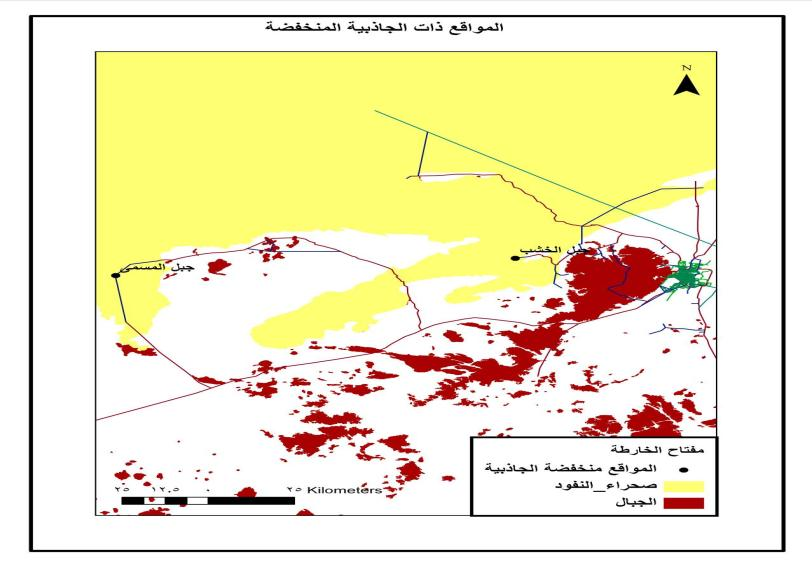 المواقع ذات الجاذبية المنخفضة
N
جبل الخشب
جبل المسمى
مفتاح الخارطة
المواقع منخفضة الجاذبية
صحراء_النفود
الجبال
٢٥ ١٢,٥ ٠ ٢٥ Kilometers